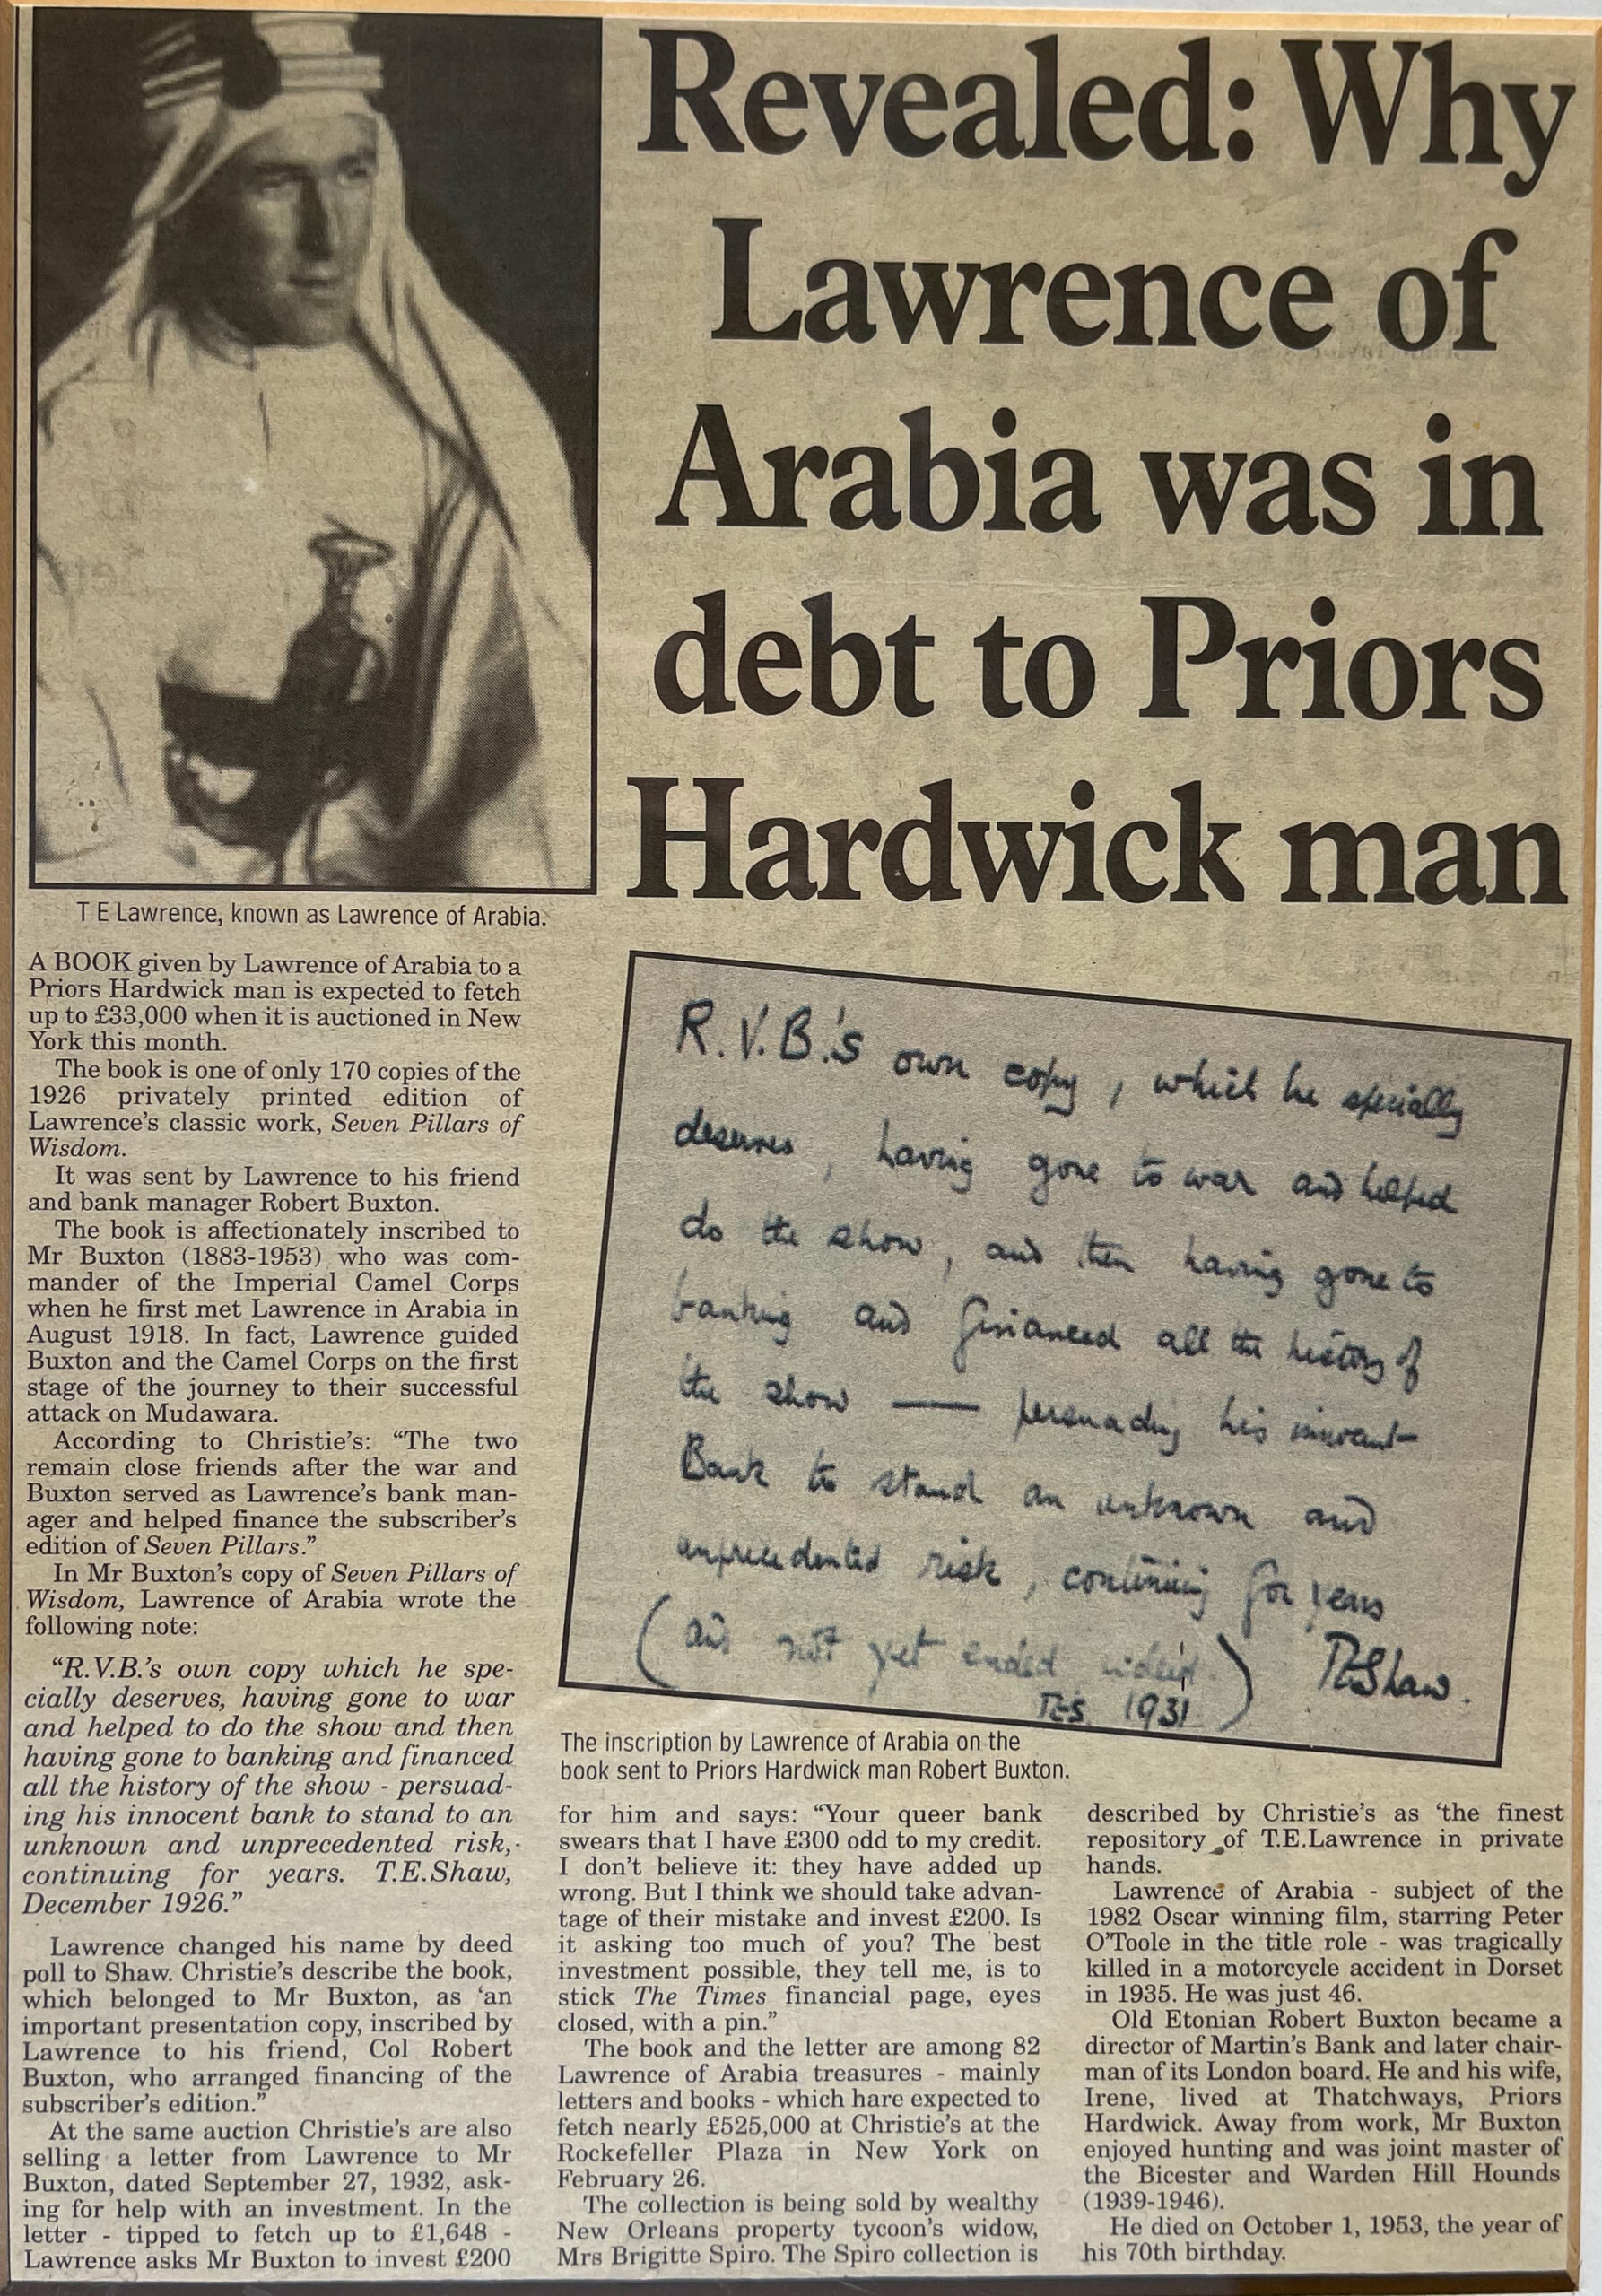 Revealed: Why
Lawrence of
Arabia was in
debt to Priors
Hardwick man
T E Lawrence, known as Lawrence of Arabia.
A BOOK given by Lawrence of Arabia to a
Priors Hardwick man is expected to fetch
up to £33,000 when it is auctioned in New
York this month.
The book is one of only 170 copies of the
1926 privately printed edition of
Lawrence's classic work, Seven Pillars of
Wisdom.
It was sent by Lawrence to his friend
and bank manager Robert Buxton.
The book is affectionately inscribed to
Mr Buxton (1883-1953) who was com-
mander of the Imperial Camel Corps
when he first met Lawrence in Arabia in
August 1918. In fact, Lawrence guided
Buxton and the Camel Corps on the first
stage of the journey to their successful
attack on Mudawara.
According to Christie's: “The two
remain close friends after the war and
Buxton served as Lawrence's bank man-
ager and helped finance the subscriber's
edition of Seven Pillars.”
In Mr Buxton's copy of Seven Pillars of
Wisdom, Lawrence of Arabia wrote the
following note:
“R.V.B.'s own copy which he spe-
cially deserves, having gone to war
and helped to do the show and then
having gone to banking and financed
all the history of the show - persuad-
ing his innocent bank to stand to an
unknown and unprecedented risk,
continuing for years. T.E.Shaw,
December 1926.”
Lawrence changed his name by deed
poll to Shaw. Christie's describe the book,
which belonged to Mr Buxton, as ‘an
important presentation copy, inscribed by
Lawrence to his friend, Col Robert
Buxton, who arranged financing of the
subscriber's edition.”
At the same auction Christie's are also
selling a letter from Lawrence to Mr
Buxton, dated September 27, 1932, ask-
ing for help with an investment. In the
letter - tipped to fetch up to £1,648 -
Lawrence asks Mr Buxton to invest £200
R.V.B.'s own copy, which he specially
deserves, having gone to war and helped
do the show, and then having gone to
banking and financed all the history of
the show — persuading his innocent
Bank to stand an unknown and
unprecedented risk, continuing for years
(and not yet ended indeed
T.E.S. 1931) TEShaw.
The inscription by Lawrence of Arabia on the
book sent to Priors Hardwick man Robert Buxton.
for him and says: “Your queer bank
swears that I have £300 odd to my credit.
I don't believe it: they have added up
wrong. But I think we should take advan-
tage of their mistake and invest £200. Is
it asking too much of you? The best
investment possible, they tell me, is to
stick The Times financial page, eyes
closed, with a pin.”
The book and the letter are among 82
Lawrence of Arabia treasures - mainly
letters and books - which hare expected to
fetch nearly £525,000 at Christie's at the
Rockefeller Plaza in New York on
February 26.
The collection is being sold by wealthy
New Orleans property tycoon's widow,
Mrs Brigitte Spiro. The Spiro collection is
described by Christie's as ‘the finest
repository of T.E.Lawrence in private
hands.
Lawrence of Arabia - subject of the
1982 Oscar winning film, starring Peter
O'Toole in the title role - was tragically
killed in a motorcycle accident in Dorset
in 1935. He was just 46.
Old Etonian Robert Buxton became a
director of Martin's Bank and later chair-
man of its London board. He and his wife,
Irene, lived at Thatchways, Priors
Hardwick. Away from work, Mr Buxton
enjoyed hunting and was joint master of
the Bicester and Warden Hill Hounds
(1939-1946).
He died on October 1, 1953, the year of
his 70th birthday.